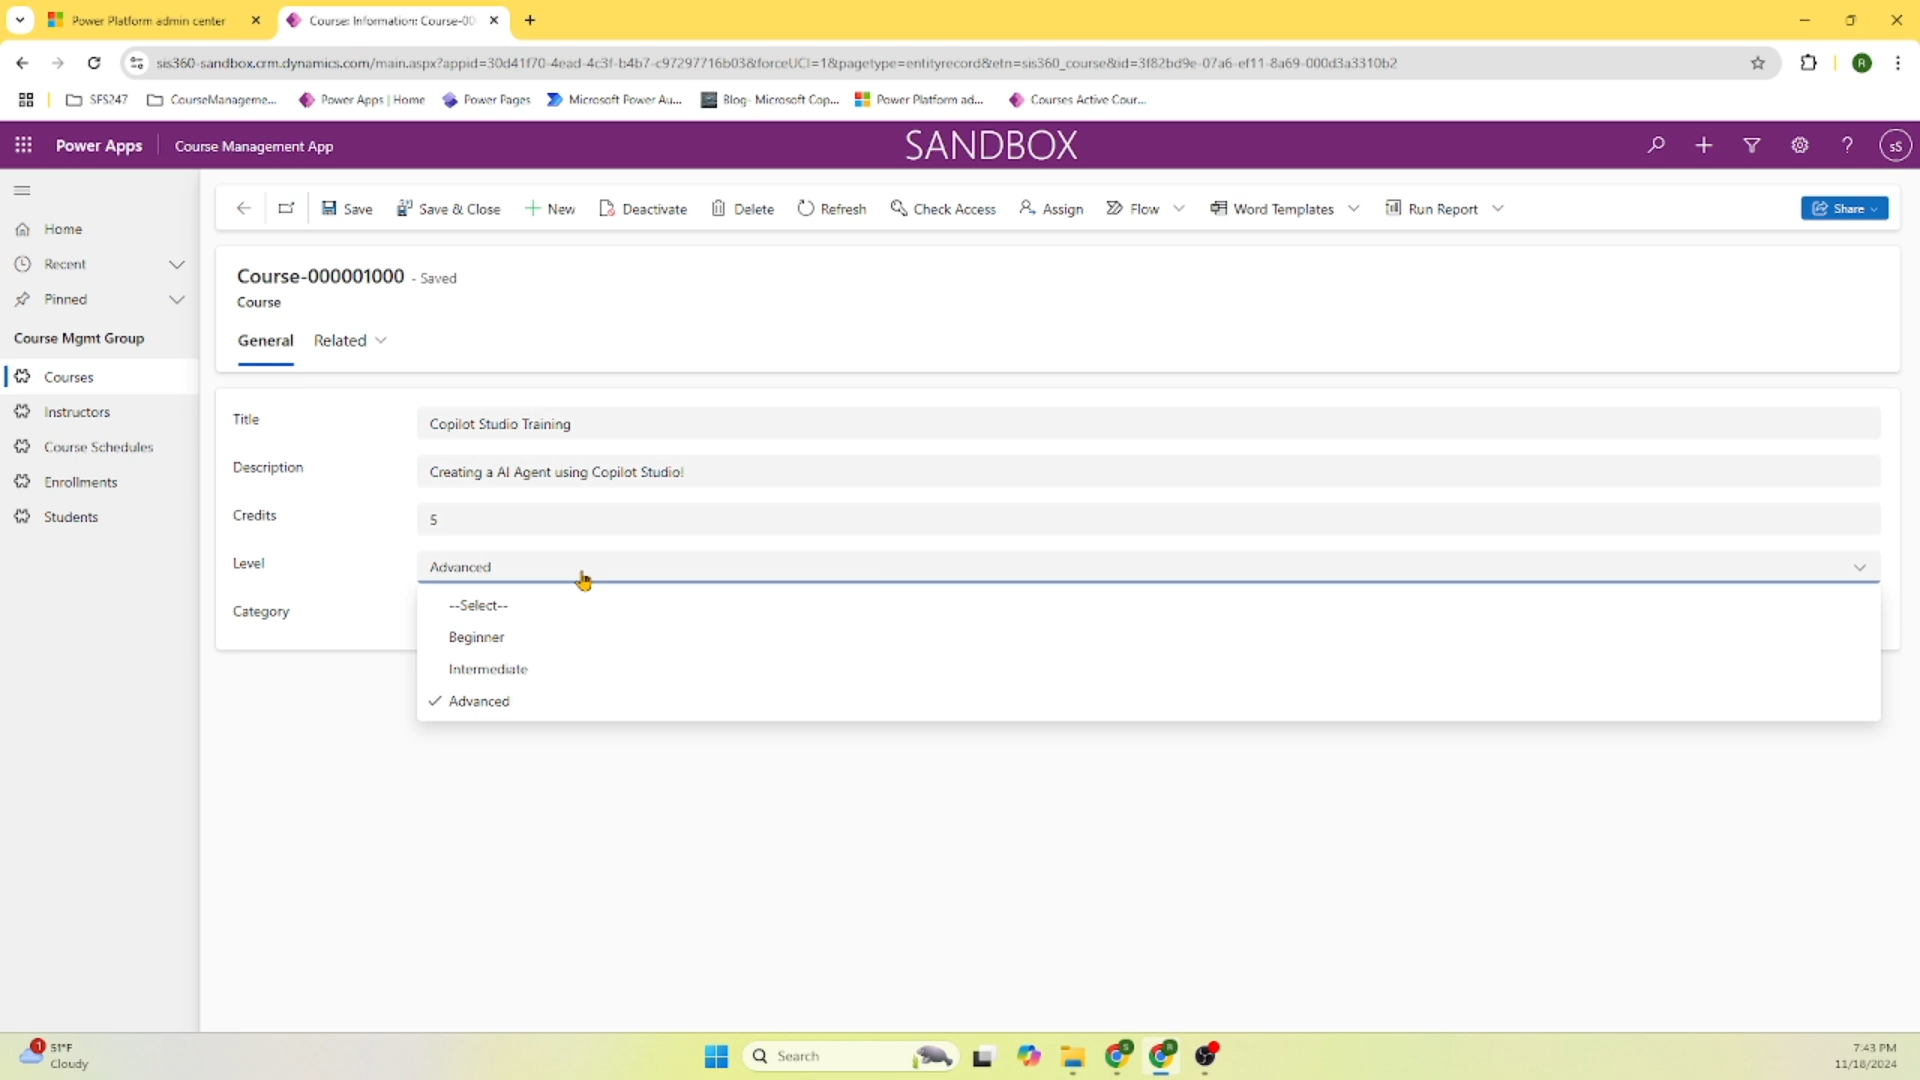 Power Platform admin center
Course: Information: Course-00
sis360-sandbox.crm.dynamics.com/main.aspx?appid=30d41f70-4ead-4c3f-b4b7-c97297716b03&forceUCI=1&pagetype=entityrecord&etn=sis360_course&id=3f82bd9e-07a6-ef11-8a69-000d3a3310b2
R
SFS247
CourseManageme...
Power Apps | Home
Power Pages
Microsoft Power Au...
Blog- Microsoft Cop...
Power Platform ad...
Courses Active Cour...
Power Apps
Course Management App
SANDBOX
sS
Save
Save & Close
New
Deactivate
Delete
Refresh
Check Access
Assign
Flow
Word Templates
Run Report
Share
Home
Recent
Pinned
Course Mgmt Group
Courses
Instructors
Course Schedules
Enrollments
Students
Course-000001000 - Saved
Course
General
Related
Title
Copilot Studio Training
Description
Creating a AI Agent using Copilot Studio!
Credits
5
Level
Advanced
Category
--Select--
Beginner
Intermediate
Advanced
1
51°F
Cloudy
Search
S
R
7:43 PM
11/18/2024